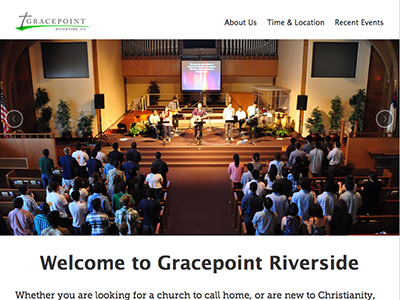 GRACEPOINT
RIVERSIDE, CA
About Us Time & Location Recent Events
Welcome to Gracepoint Riverside
Whether you are looking for a church to call home, or are new to Christianity,